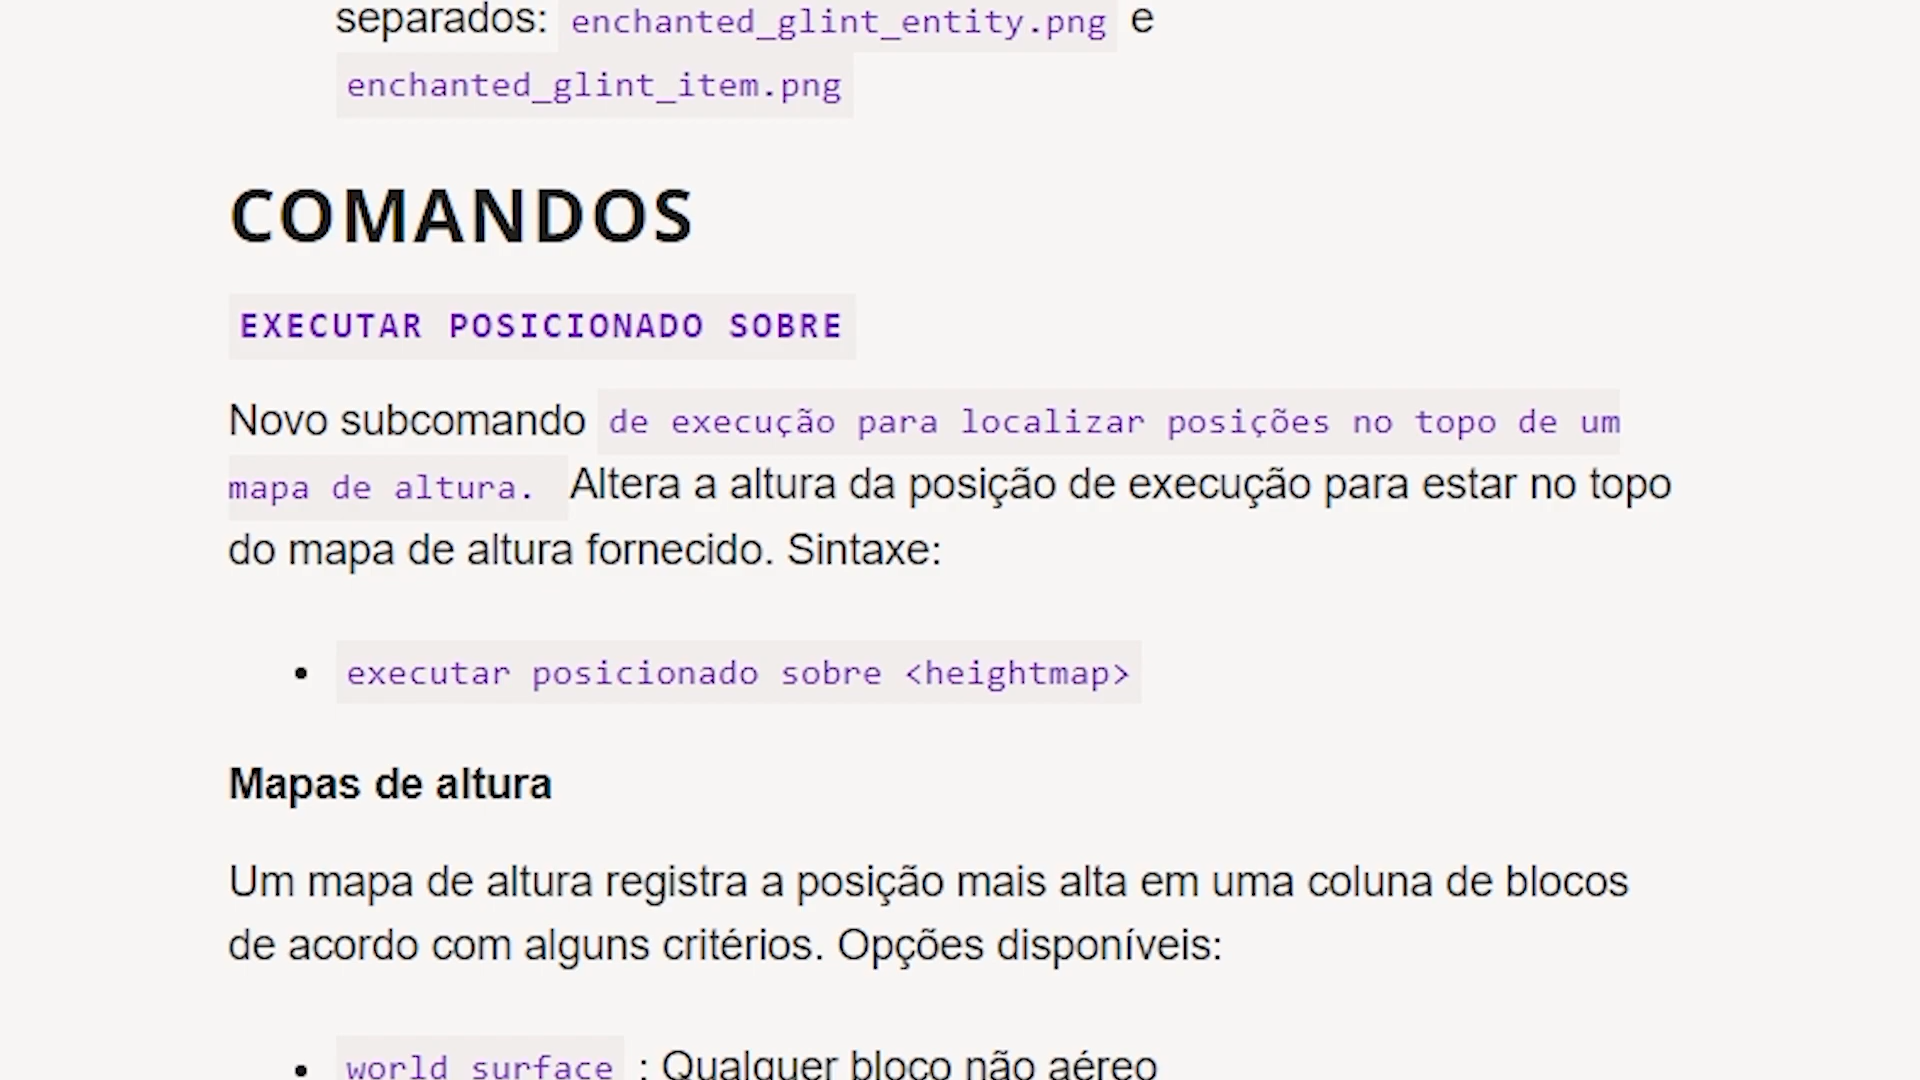 separados: enchanted_glint_entity.png e
enchanted_glint_item.png
COMANDOS
EXECUTAR POSICIONADO SOBRE
Novo subcomando de execução para localizar posições no topo de um
mapa de altura. Altera a altura da posição de execução para estar no topo
do mapa de altura fornecido. Sintaxe:
• executar posicionado sobre <heightmap>
Mapas de altura
Um mapa de altura registra a posição mais alta em uma coluna de blocos
de acordo com alguns critérios. Opções disponíveis:
• world_surface : Qualquer bloco não aéreo